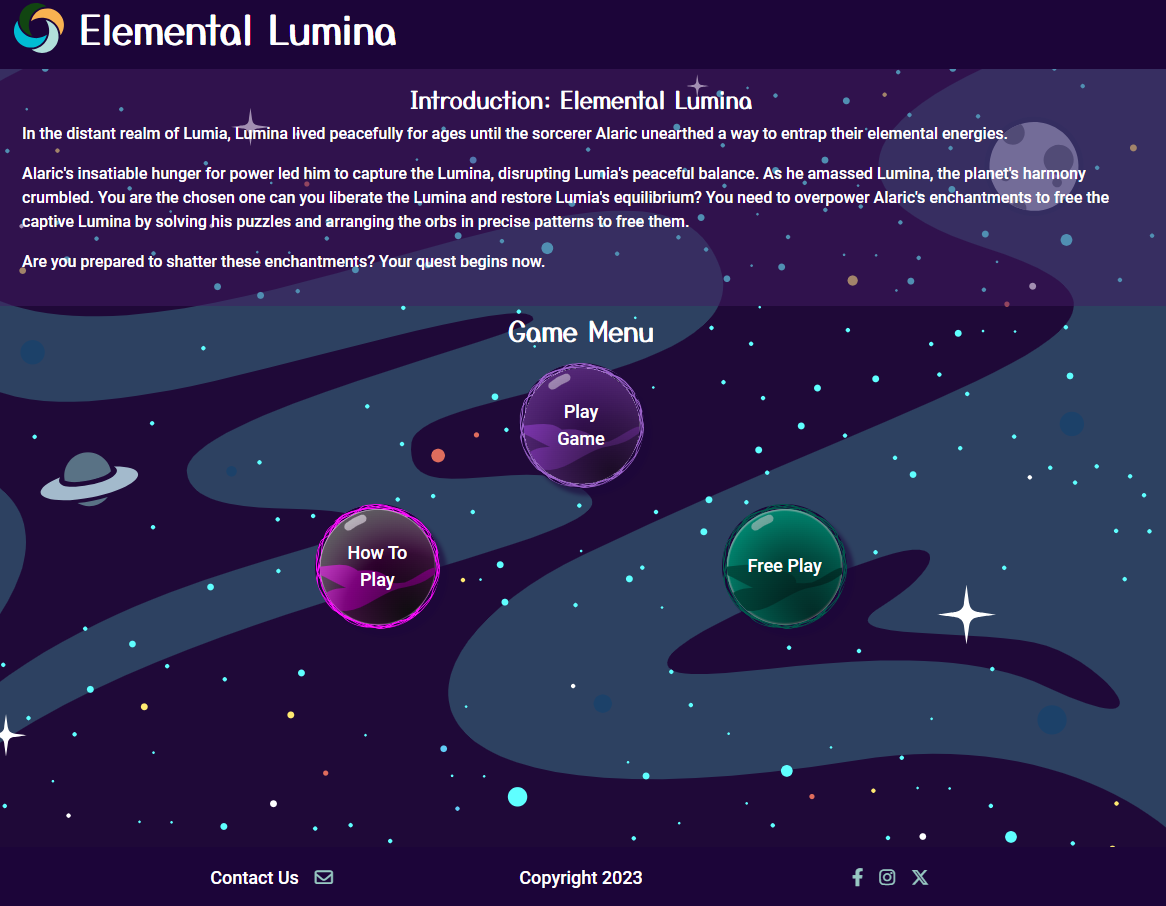 Elemental Lumina
Introduction: Elemental Lumina
In the distant realm of Lumia, Lumina lived peacefully for ages until the sorcerer Alaric unearthed a way to entrap their elemental energies.
Alaric's insatiable hunger for power led him to capture the Lumina, disrupting Lumia's peaceful balance. As he amassed Lumina, the planet's harmony
crumbled. You are the chosen one can you liberate the Lumina and restore Lumia's equilibrium? You need to overpower Alaric's enchantments to free the
captive Lumina by solving his puzzles and arranging the orbs in precise patterns to free them.
Are you prepared to shatter these enchantments? Your quest begins now.
Game Menu
Play
Game
How To
Play
Free Play
Contact Us
Copyright 2023